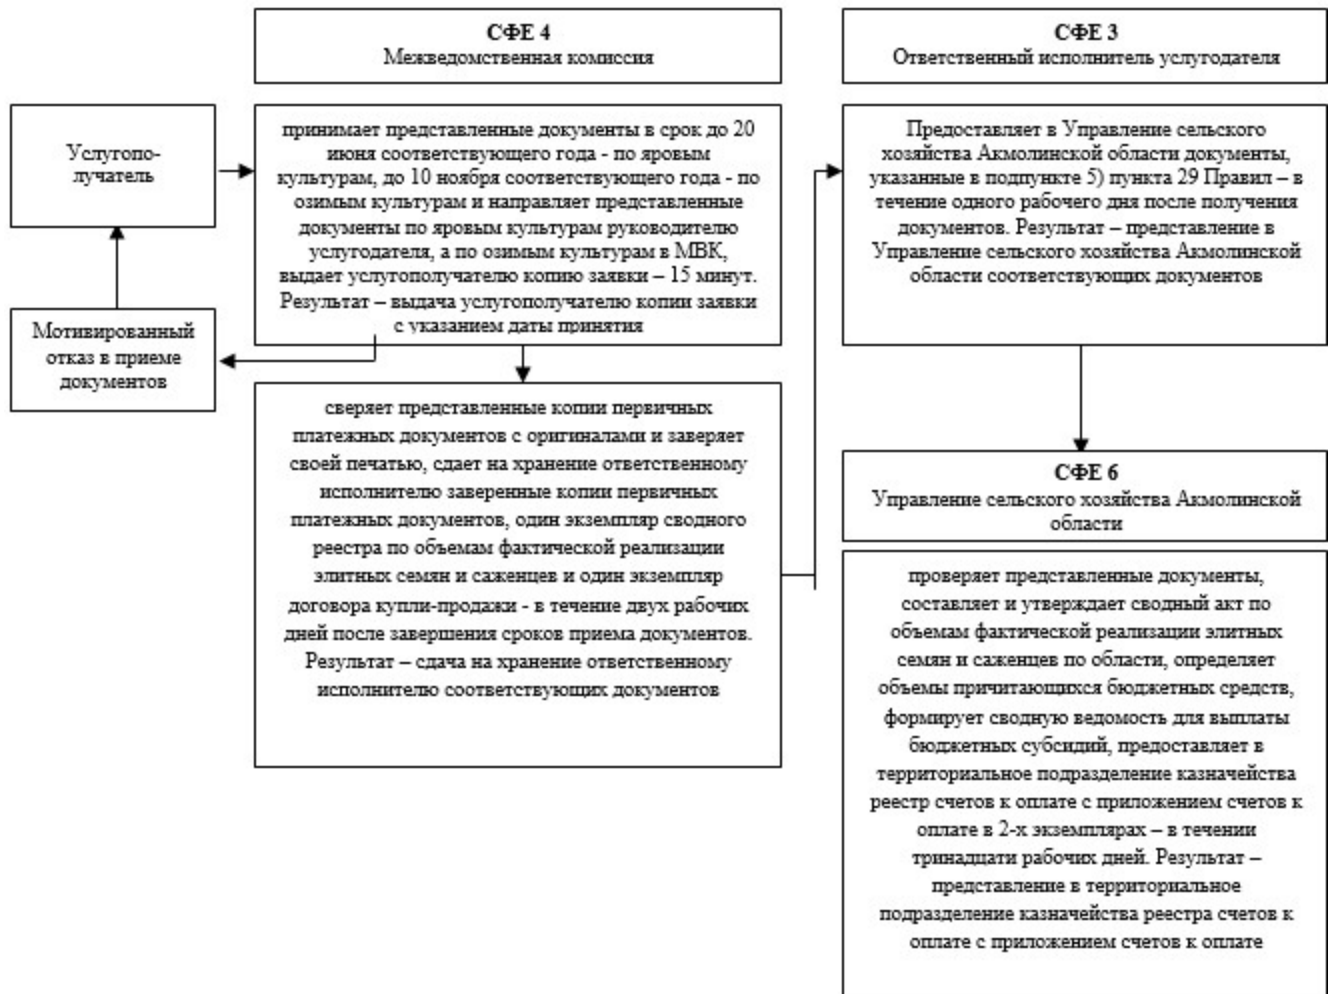 СФЕ 4
Межведомственная комиссия
СФЕ 3
Ответственный исполнитель услугодателя
Услугопо-
лучатель
принимает представленные документы в срок до 20
июня соответствующего года - по яровым
культурам, до 10 ноября соответствующего года - по
озимым культурам и направляет представленные
документы по яровым культурам руководителю
услугодателя, а по озимым культурам в МВК,
выдает услугополучателю копию заявки – 15 минут.
Результат – выдача услугополучателю копии заявки
с указанием даты принятия
Предоставляет в Управление сельского
хозяйства Акмолинской области документы,
указанные в подпункте 5) пункта 29 Правил – в
течение одного рабочего дня после получения
документов. Результат – представление в
Управление сельского хозяйства Акмолинской
области соответствующих документов
Мотивированный
отказ в приеме
документов
сверяет представленные копии первичных
платежных документов с оригиналами и заверяет
своей печатью, сдает на хранение ответственному
исполнителю заверенные копии первичных
платежных документов, один экземпляр сводного
реестра по объемам фактической реализации
элитных семян и саженцев и один экземпляр
договора купли-продажи - в течение двух рабочих
дней после завершения сроков приема документов.
Результат – сдача на хранение ответственному
исполнителю соответствующих документов
СФЕ 6
Управление сельского хозяйства Акмолинской
области
проверяет представленные документы,
составляет и утверждает сводный акт по
объемам фактической реализации элитных
семян и саженцев по области, определяет
объемы причитающихся бюджетных средств,
формирует сводную ведомость для выплаты
бюджетных субсидий, предоставляет в
территориальное подразделение казначейства
реестр счетов к оплате с приложением счетов к
оплате в 2-х экземплярах – в течении
тринадцати рабочих дней. Результат –
представление в территориальное
подразделение казначейства реестра счетов к
оплате с приложением счетов к оплате